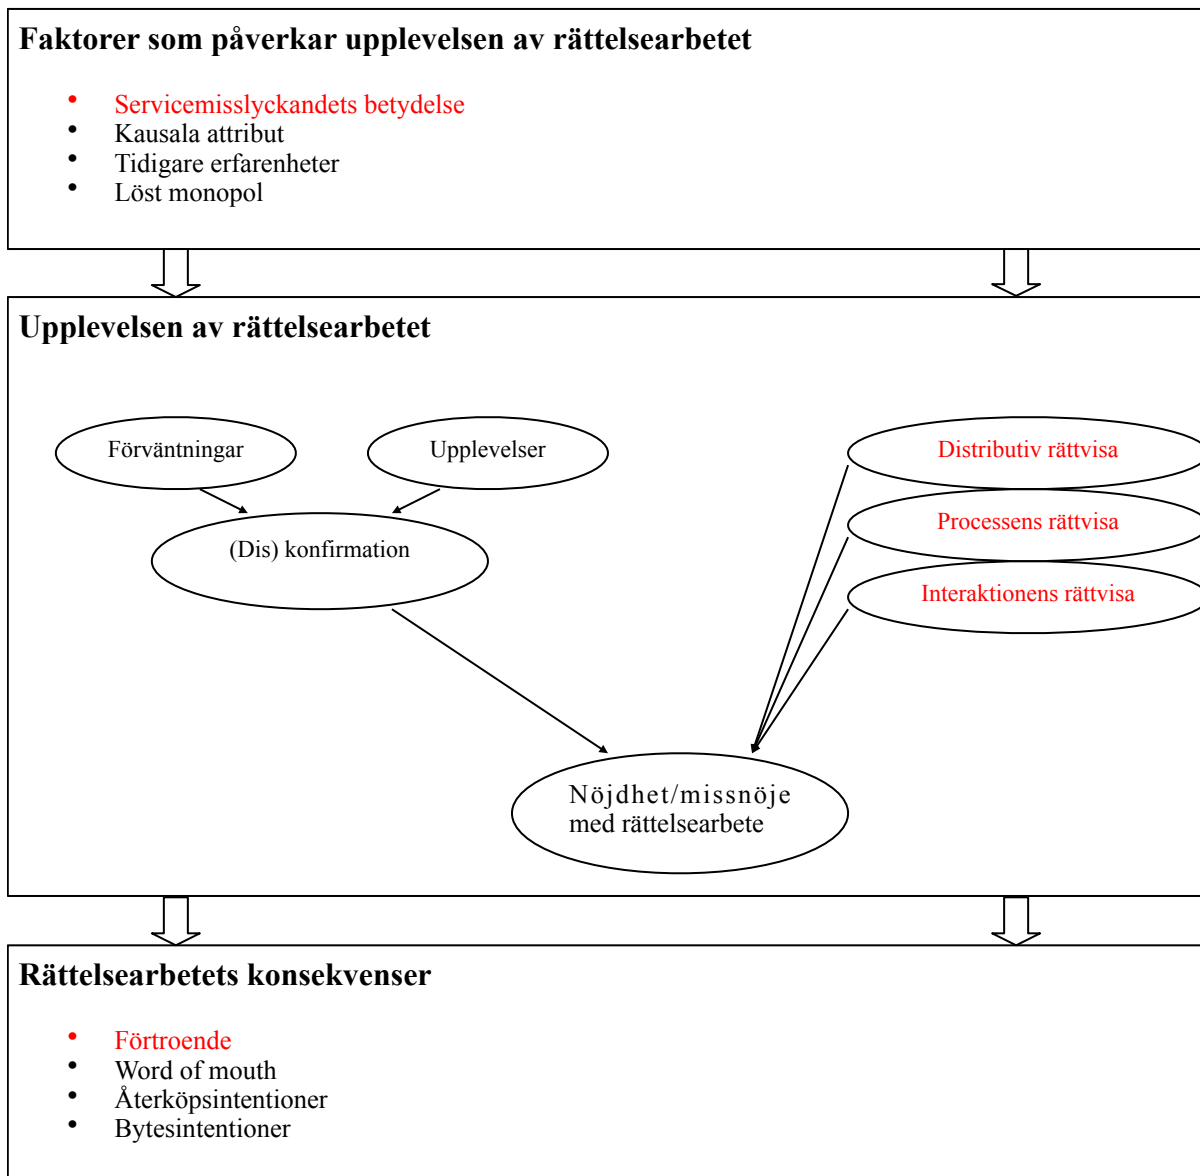 Faktorer som påverkar upplevelsen av rättelsearbetet
• Servicemisslyckandets betydelse
• Kausala attribut
• Tidigare erfarenheter
• Löst monopol
Upplevelsen av rättelsearbetet
Förväntningar
Upplevelser
(Dis) konfirmation
Distributiv rättvisa
Processens rättvisa
Interaktionens rättvisa
Nöjdhet/missnöje
med rättelsearbete
Rättelsearbetets konsekvenser
• Förtroende
• Word of mouth
• Återköpsintentioner
• Bytesintentioner